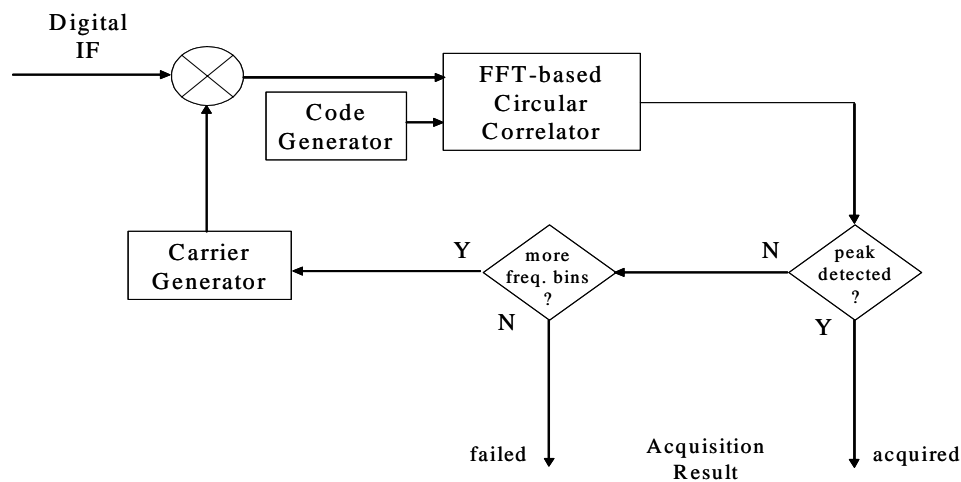 Digital
IF
FFT-based
Circular
Correlator
Code
Generator
Carrier
Generator
Y
more
freq. bins
?
N
N
peak
detected
?
Y
failed
Acquisition
Result
acquired